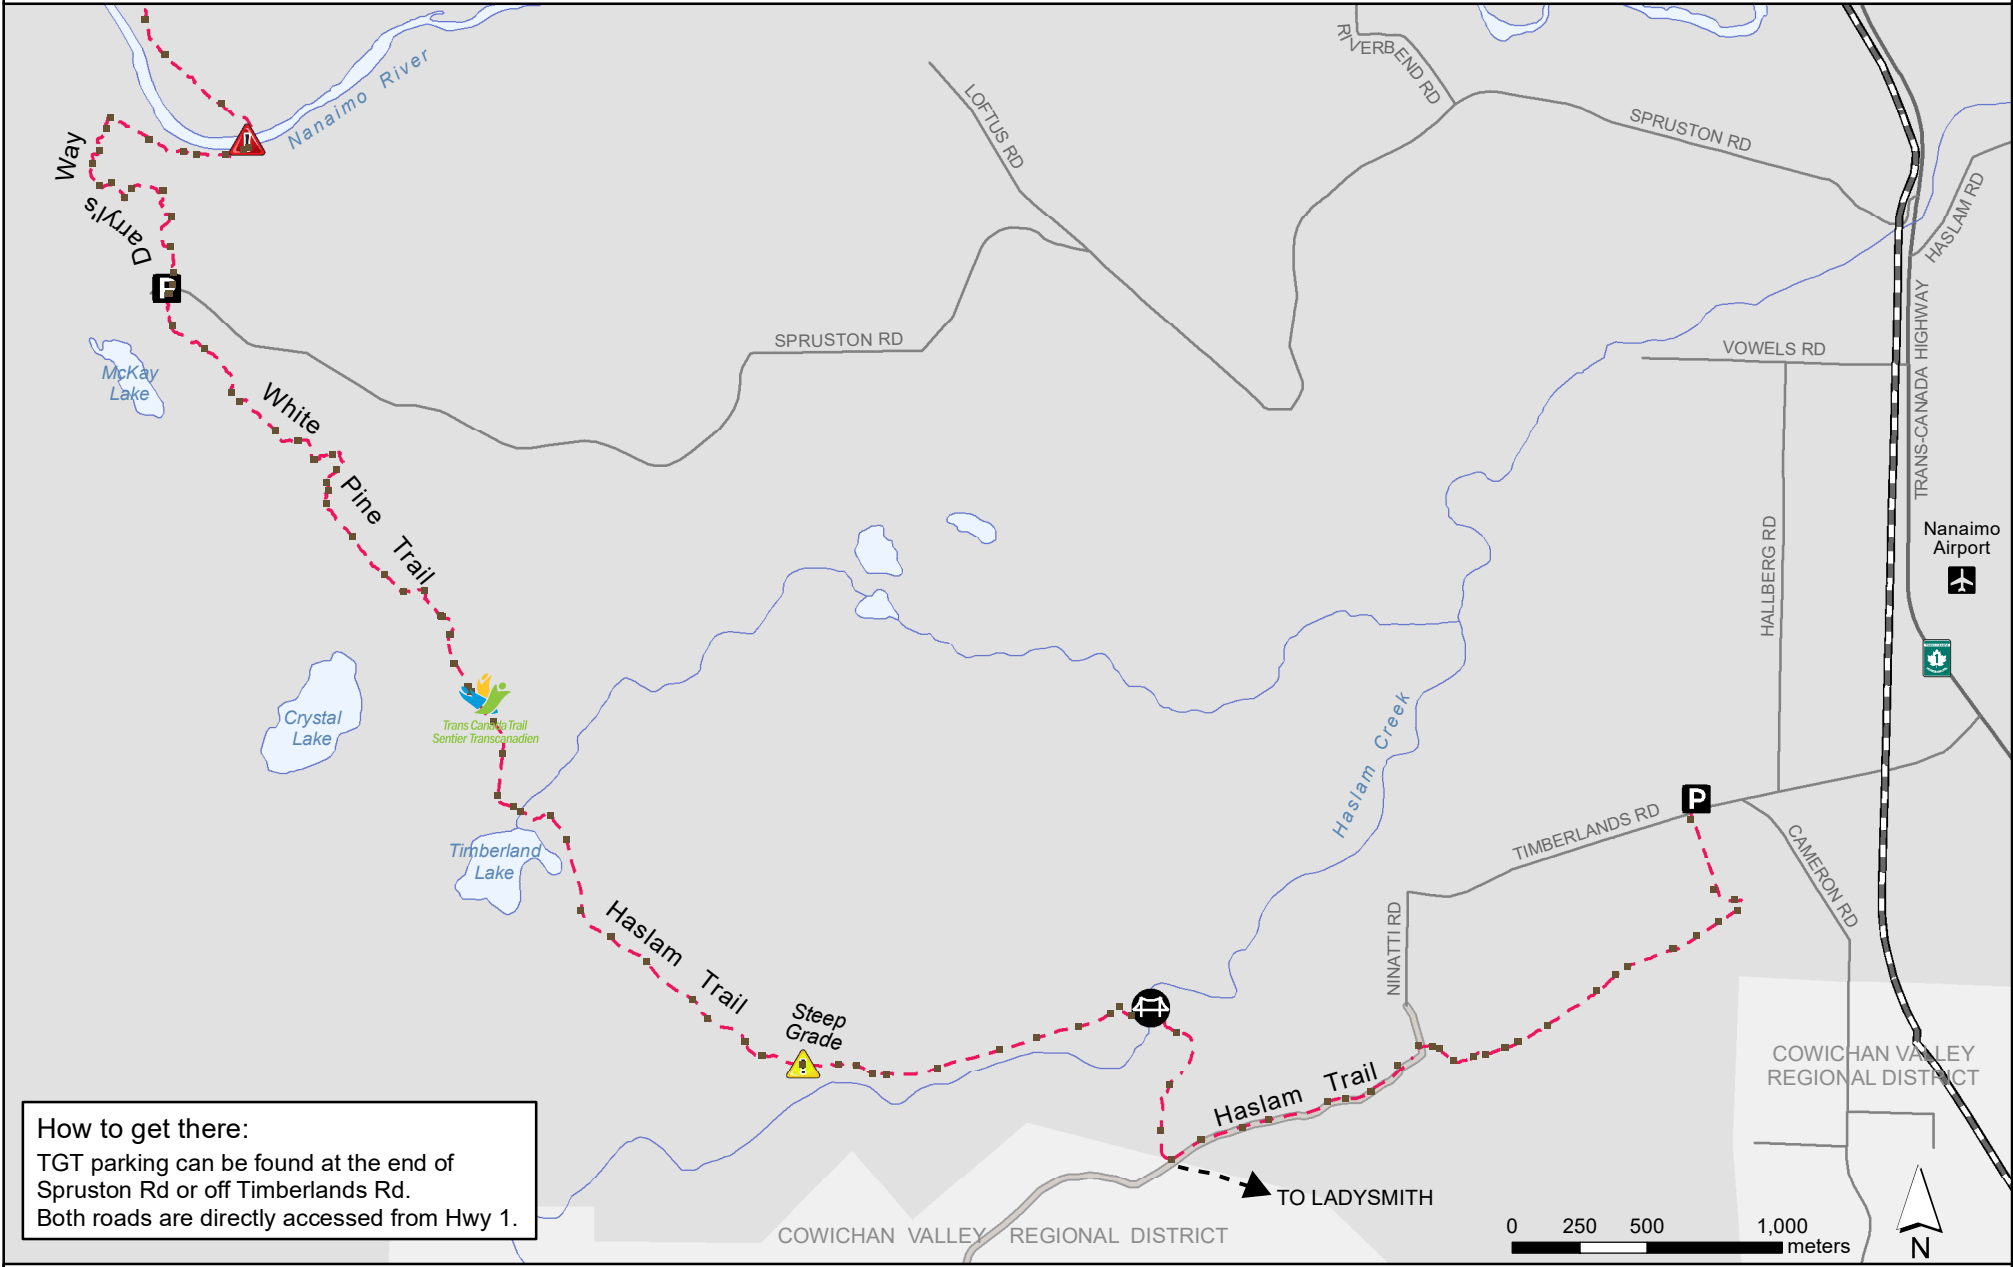 Nanaimo River
RIVERBEND RD
LOFTUS RD
SPRUSTON RD
Way
Darryl's
HASLAM RD
P
SPRUSTON RD
VOWELS RD
TRANS-CANADA HIGHWAY
McKay
Lake
White
Pine
Trail
HALLBERG RD
Nanaimo
Airport
1
Crystal
Lake
Trans Canada Trail
Sentier Transcanadien
Haslam Creek
P
TIMBERLANDS RD
CAMERON RD
Timberland
Lake
NINATTI RD
Haslam
Trail
Steep
Grade
!
COWICHAN VALLEY
REGIONAL DISTRICT
Haslam Trail
How to get there:
TGT parking can be found at the end of
Spruston Rd or off Timberlands Rd.
Both roads are directly accessed from Hwy 1.
TO LADYSMITH
COWICHAN VALLEY REGIONAL DISTRICT
0 250 500 1,000
meters
N